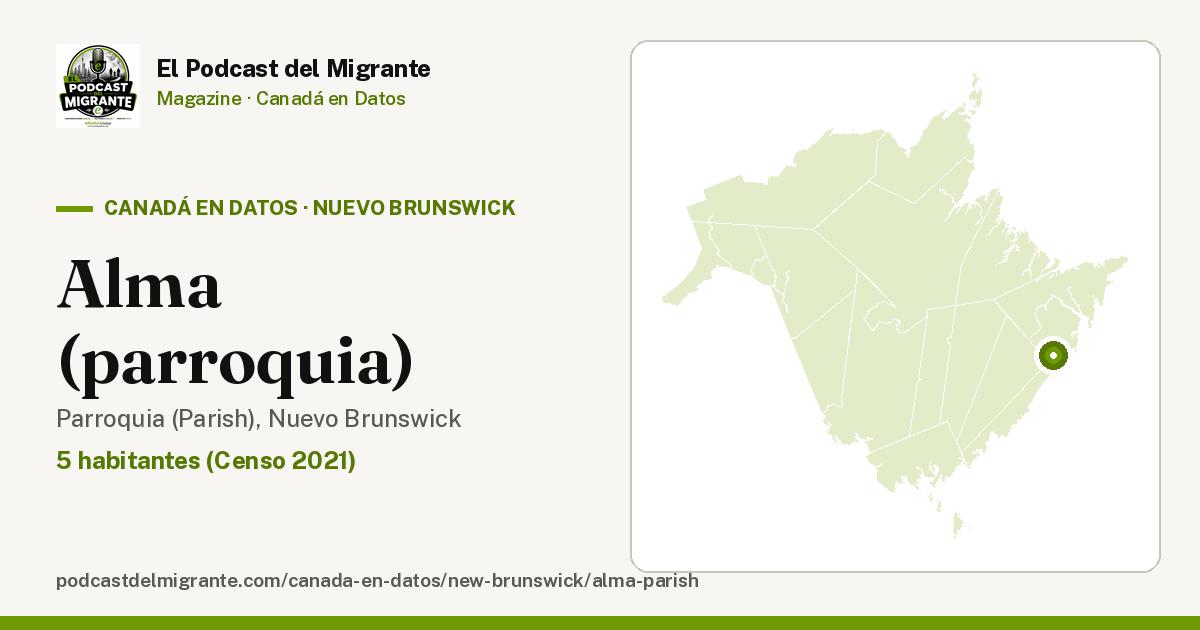 El Podcast del Migrante
Magazine · Canadá en Datos
EL
PODCAST
DEL
MIGRANTE
CANADÁ EN DATOS · NUEVO BRUNSWICK
Alma
(parroquia)
Parroquia (Parish), Nuevo Brunswick
5 habitantes (Censo 2021)
podcastdelmigrante.com/canada-en-datos/new-brunswick/alma-parish